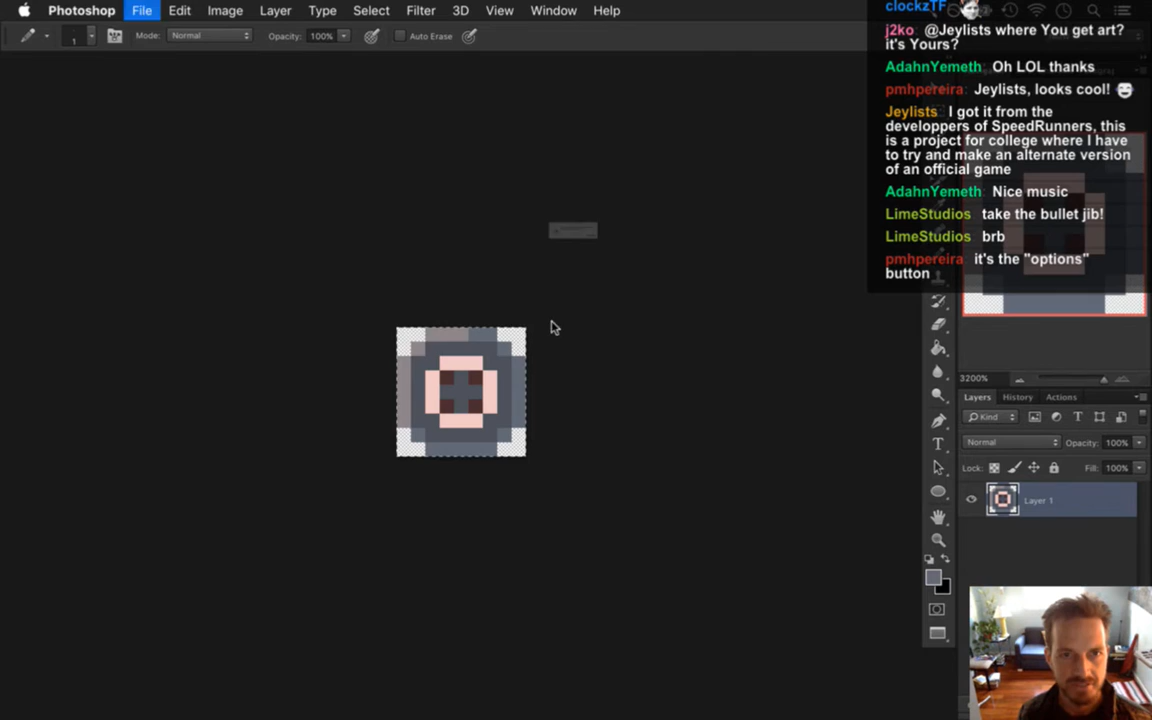 Photoshop File Edit Image Layer Type Select Filter 3D View Window Help
1 Mode: Normal Opacity: 100% Auto Erase
clockzTF
j2ko: @Jeylists where You get art?
it's Yours?
AdahnYemeth Oh LOL thanks
pmhpereira: Jeylists, looks cool!
Jeylists I got it from the
developpers of SpeedRunners, this
is a project for college where I have
to try and make an alternate version
of an official game
AdahnYemeth Nice music
LimeStudios take the bullet jib!
LimeStudios brb
pmhpereira it's the "options"
button
3200%
Layers History Actions
Kind
Normal Opacity: 100%
Lock: Fill: 100%
Layer 1